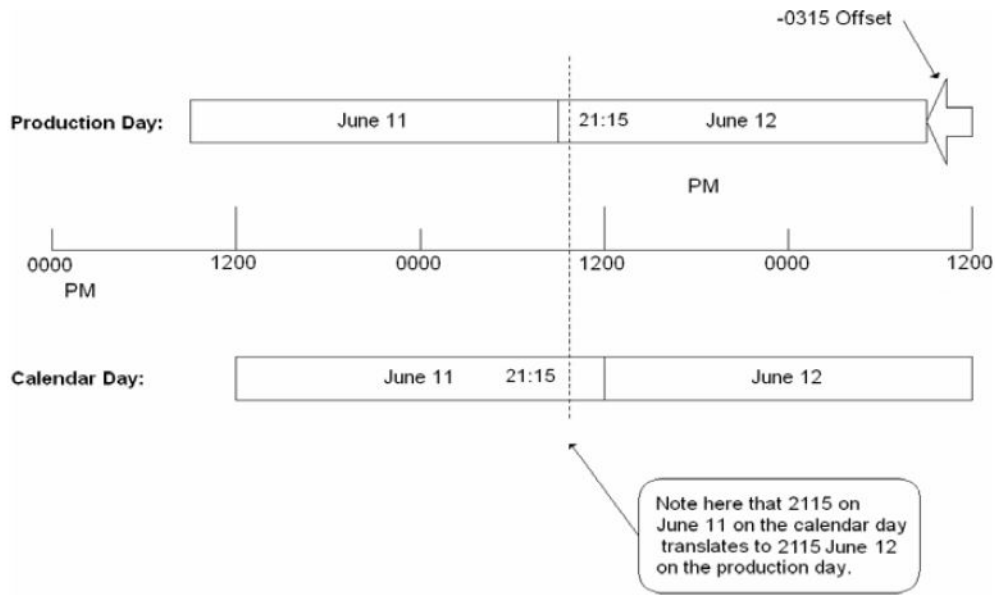 -0315 Offset
Production Day:
June 11
21:15
June 12
PM
0000
1200
0000
1200
0000
1200
PM
Calendar Day:
June 11
21:15
June 12
Note here that 2115 on
June 11 on the calendar day
translates to 2115 June 12
on the production day.